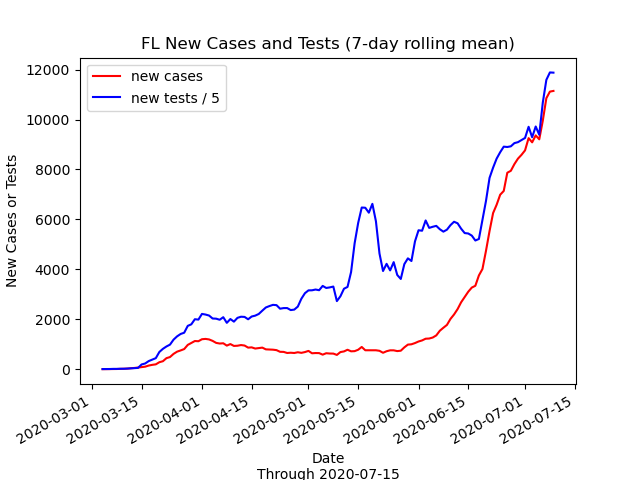 FL New Cases and Tests (7-day rolling mean)
new cases
new tests / 5
12000
10000
8000
6000
4000
2000
0
New Cases or Tests
2020-03-01
2020-03-15
2020-04-01
2020-04-15
2020-05-01
2020-05-15
2020-06-01
2020-06-15
2020-07-01
2020-07-15
Date
Through 2020-07-15